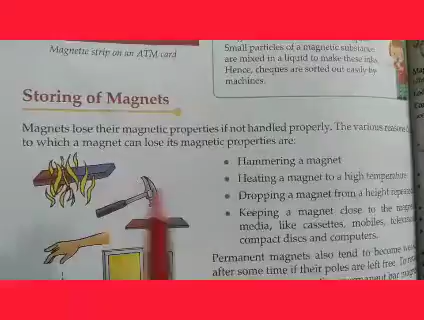 Magnetic strip on an ATM card
Small particles of a magnetic substance
are mixed in a liquid to make these inks.
Hence, cheques are sorted out easily by
machines.
Storing of Magnets
Magnets lose their magnetic properties if not handled properly. The various reasons
to which a magnet can lose its magnetic properties are:
• Hammering a magnet
• Heating a magnet to a high temperature
• Dropping a magnet from a height
• Keeping a magnet close to the
media, like cassettes, mobiles,
compact discs and computers.
Permanent magnets also tend to become
after some time if their poles are left free. To
bar